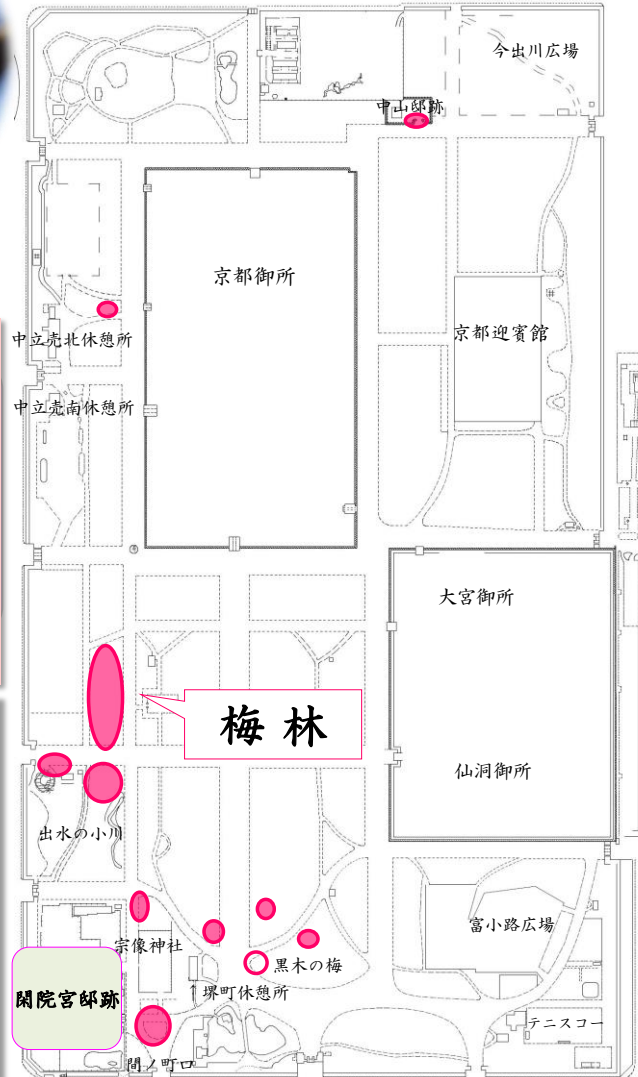 今出川広場
中山邸跡
京都御所
京都迎賓館
中立売北休憩所
中立売南休憩所
大宮御所
梅林
仙洞御所
出水の小川
富小路広場
宗像神社
黒木の梅
閑院宮邸跡
↑堺町休憩所
テニスコー
間ノ町口